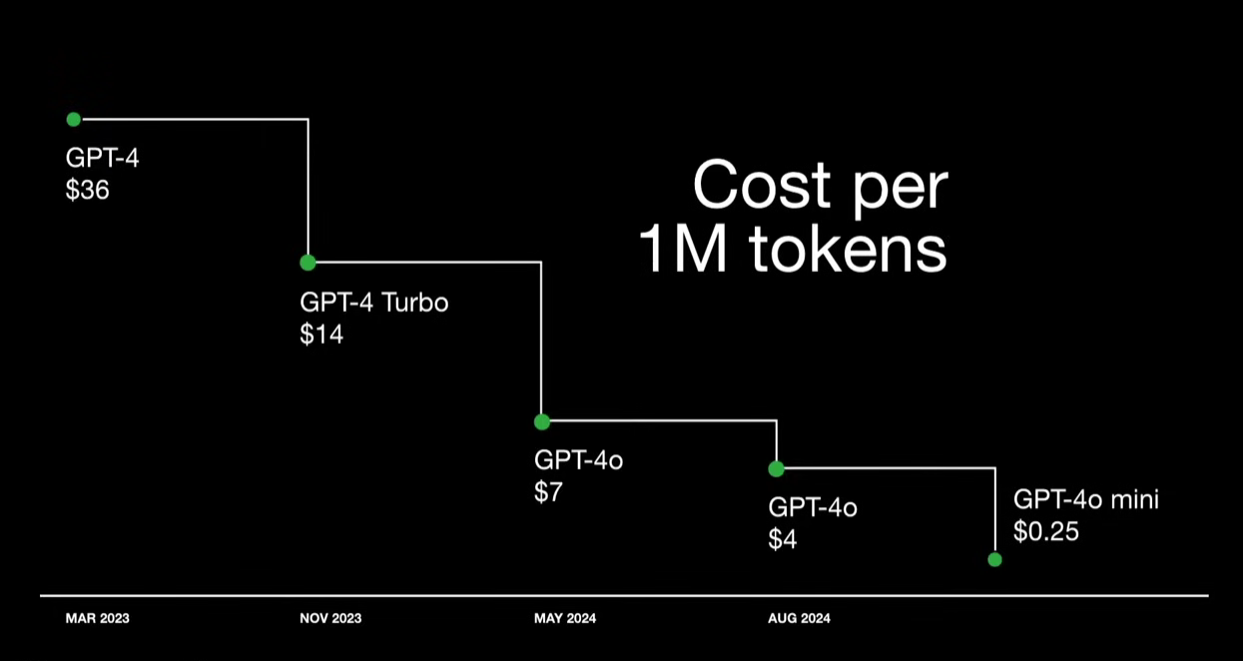 GPT-4
$36
Cost per
1M tokens
GPT-4 Turbo
$14
GPT-4o
$7
GPT-4o
$4
GPT-4o mini
$0.25
MAR 2023
NOV 2023
MAY 2024
AUG 2024